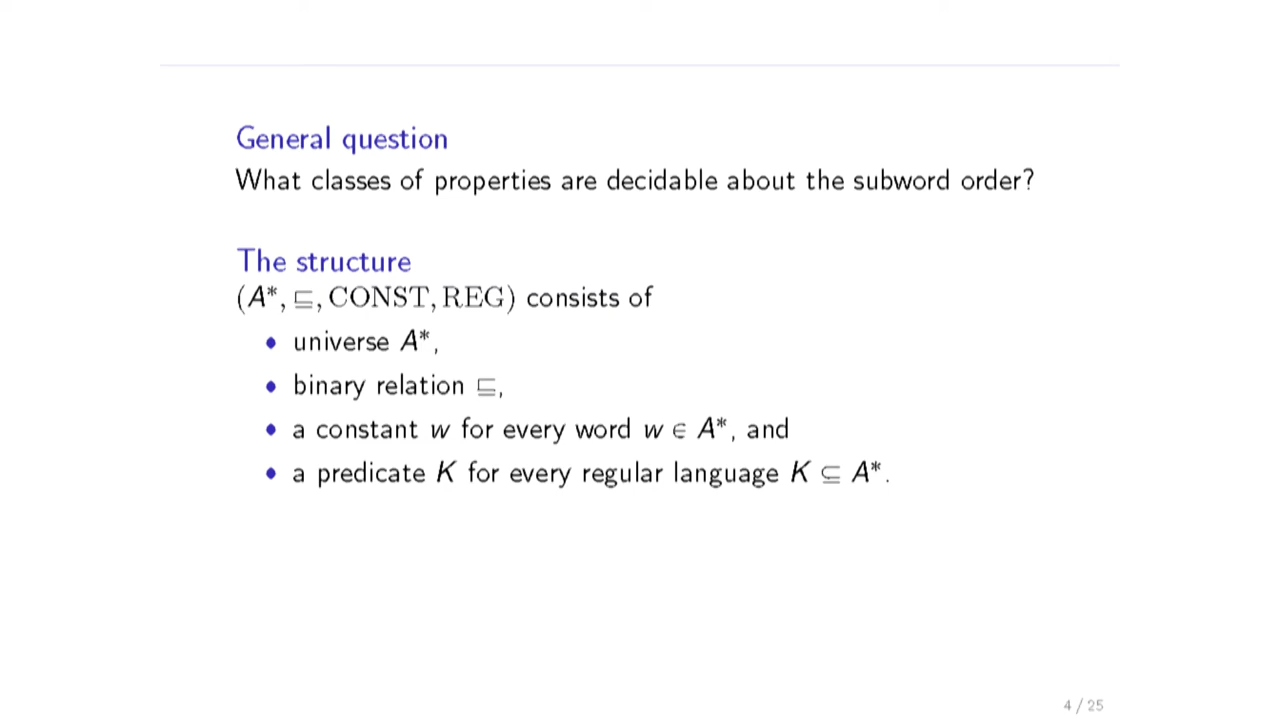 General question
What classes of properties are decidable about the subword order?
The structure
(A*, ⊑, CONST, REG) consists of
• universe A*,
• binary relation ⊑,
• a constant w for every word w ∈ A*, and
• a predicate K for every regular language K ⊆ A*.
4 / 25